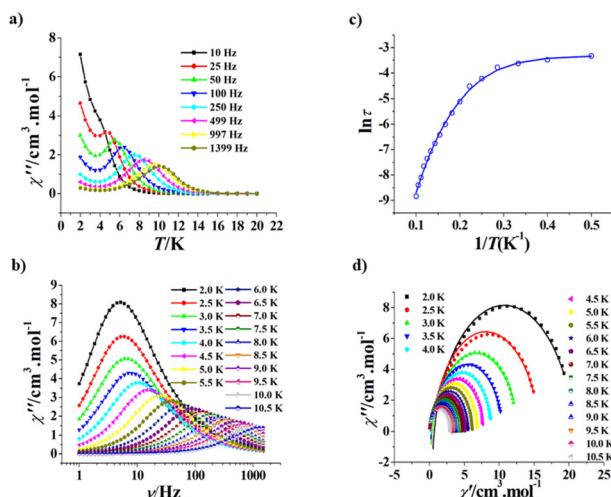 a)
χ''/cm³.mol⁻¹
8
7
6
5
4
3
2
1
0
0 2 4 6 8 10 12 14 16 18 20 22
T/K
10 Hz
25 Hz
50 Hz
100 Hz
250 Hz
499 Hz
997 Hz
1399 Hz
c)
lnτ
-3
-4
-5
-6
-7
-8
-9
0.1 0.2 0.3 0.4 0.5
1/T(K⁻¹)
b)
χ''/cm³.mol⁻¹
9
8
7
6
5
4
3
2
1
0
1 10 100 1000
ν/Hz
2.0 K 6.0 K
2.5 K 6.5 K
3.0 K 7.0 K
3.5 K 7.5 K
4.0 K 8.0 K
4.5 K 8.5 K
5.0 K 9.0 K
5.5 K 9.5 K
10.0 K
10.5 K
d)
χ''/cm³.mol⁻¹
8
6
4
2
0
-5 0 5 10 15 20 25
χ'/cm³.mol⁻¹
2.0 K
2.5 K
3.0 K
3.5 K
4.0 K
4.5 K
5.0 K
5.5 K
6.0 K
6.5 K
7.0 K
7.5 K
8.0 K
8.5 K
9.0 K
9.5 K
10.0 K
10.5 K